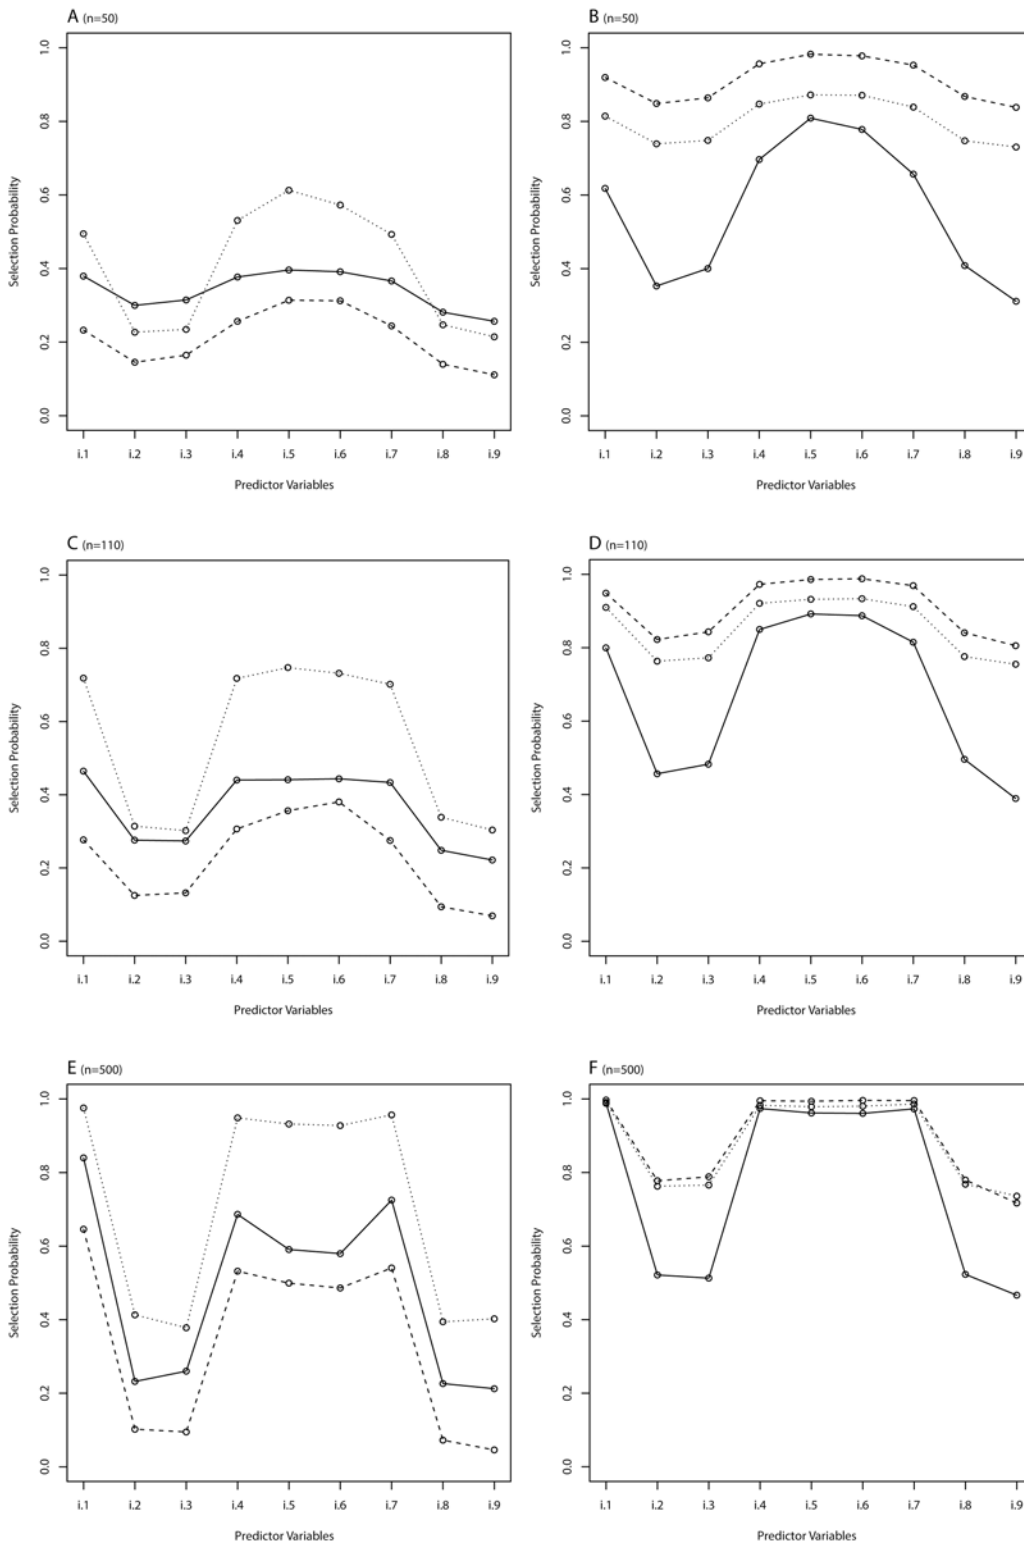 A (n=50)
Selection Probability
1.0
0.8
0.6
0.4
0.2
0.0
i.1 i.2 i.3 i.4 i.5 i.6 i.7 i.8 i.9
Predictor Variables
B (n=50)
Selection Probability
1.0
0.8
0.6
0.4
0.2
0.0
i.1 i.2 i.3 i.4 i.5 i.6 i.7 i.8 i.9
Predictor Variables
C (n=110)
Selection Probability
1.0
0.8
0.6
0.4
0.2
0.0
i.1 i.2 i.3 i.4 i.5 i.6 i.7 i.8 i.9
Predictor Variables
D (n=110)
Selection Probability
1.0
0.8
0.6
0.4
0.2
0.0
i.1 i.2 i.3 i.4 i.5 i.6 i.7 i.8 i.9
Predictor Variables
E (n=500)
Selection Probability
1.0
0.8
0.6
0.4
0.2
0.0
i.1 i.2 i.3 i.4 i.5 i.6 i.7 i.8 i.9
Predictor Variables
F (n=500)
Selection Probability
1.0
0.8
0.6
0.4
0.2
0.0
i.1 i.2 i.3 i.4 i.5 i.6 i.7 i.8 i.9
Predictor Variables